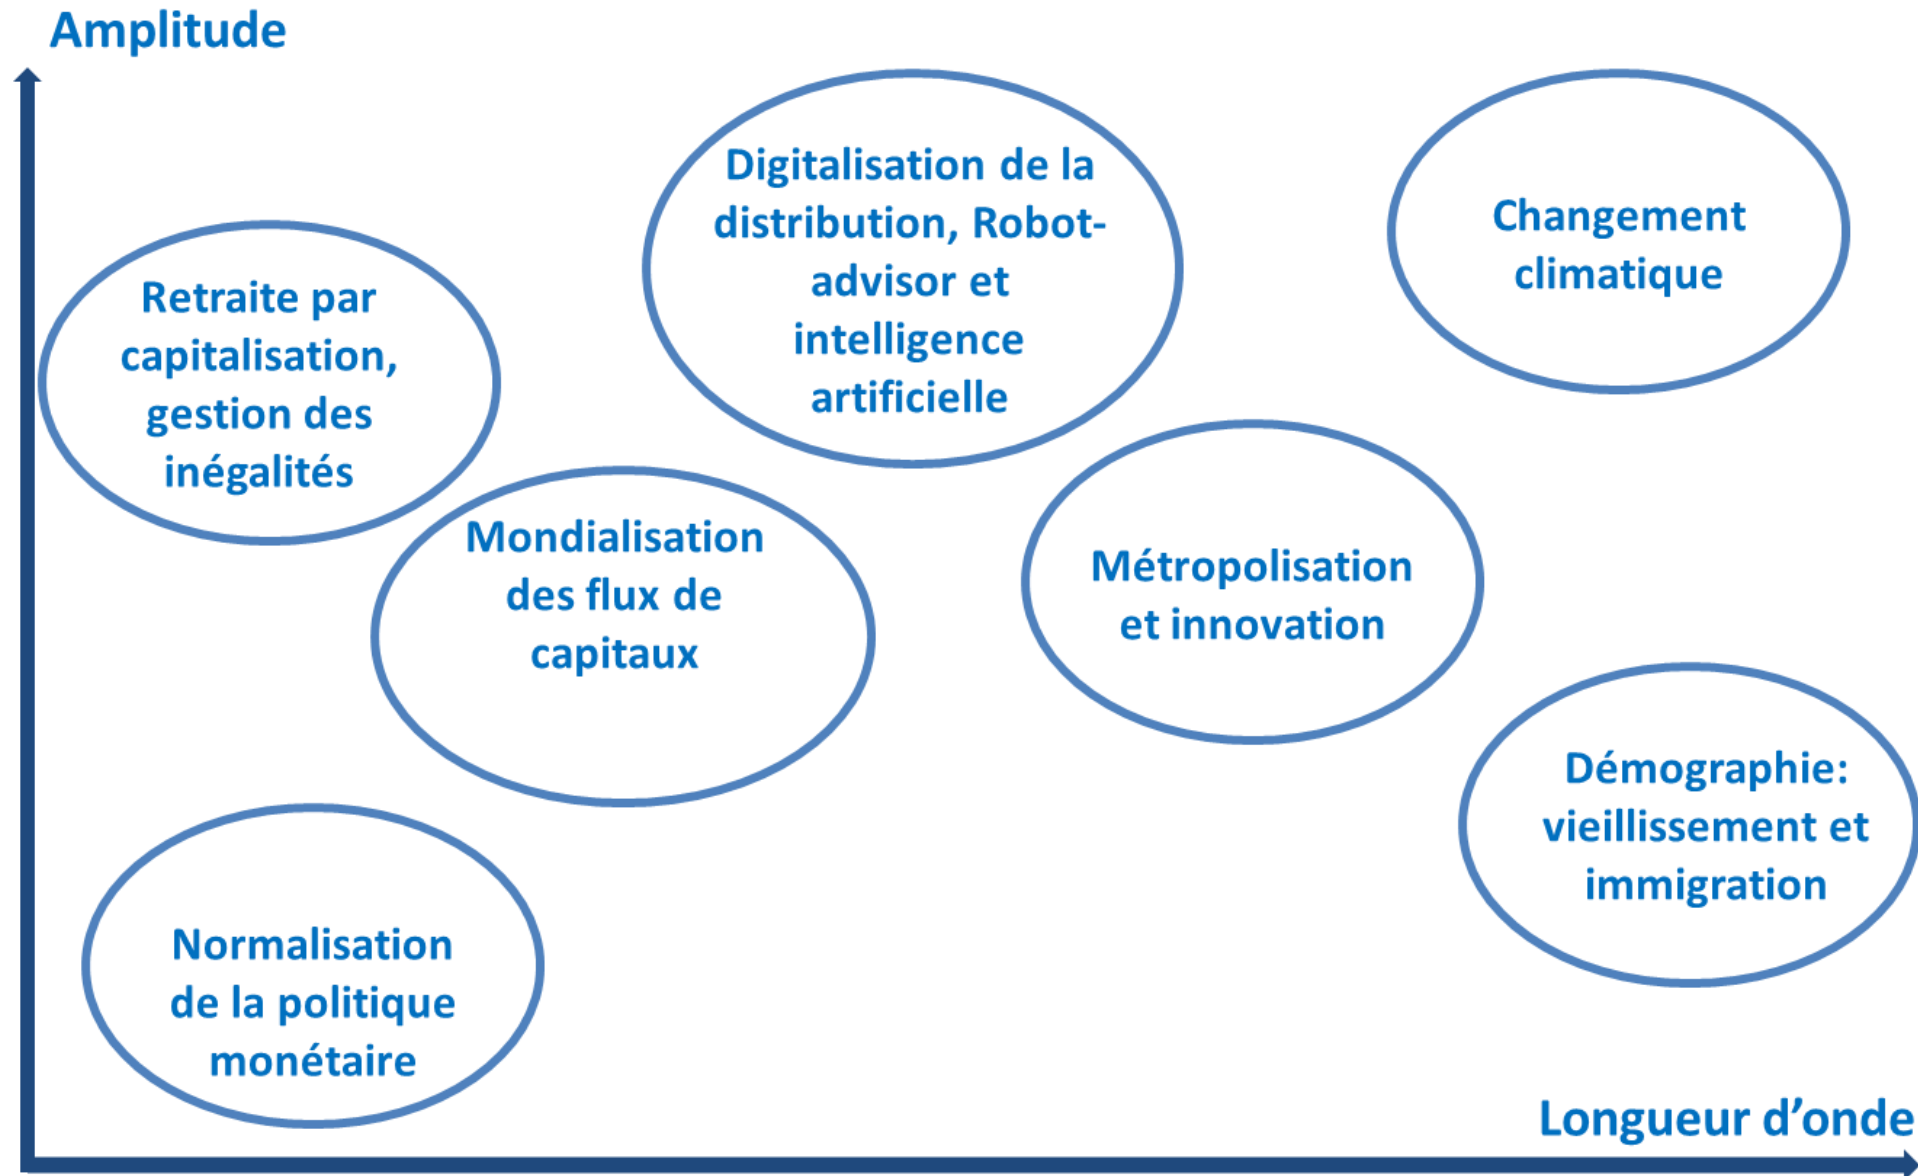 Amplitude
Digitalisation de la
distribution, Robot-
advisor et
intelligence
artificielle
Changement
climatique
Retraite par
capitalisation,
gestion des
inégalités
Mondialisation
des flux de
capitaux
Métropolisation
et innovation
Démographie:
vieillissement et
immigration
Normalisation
de la politique
monétaire
Longueur d’onde